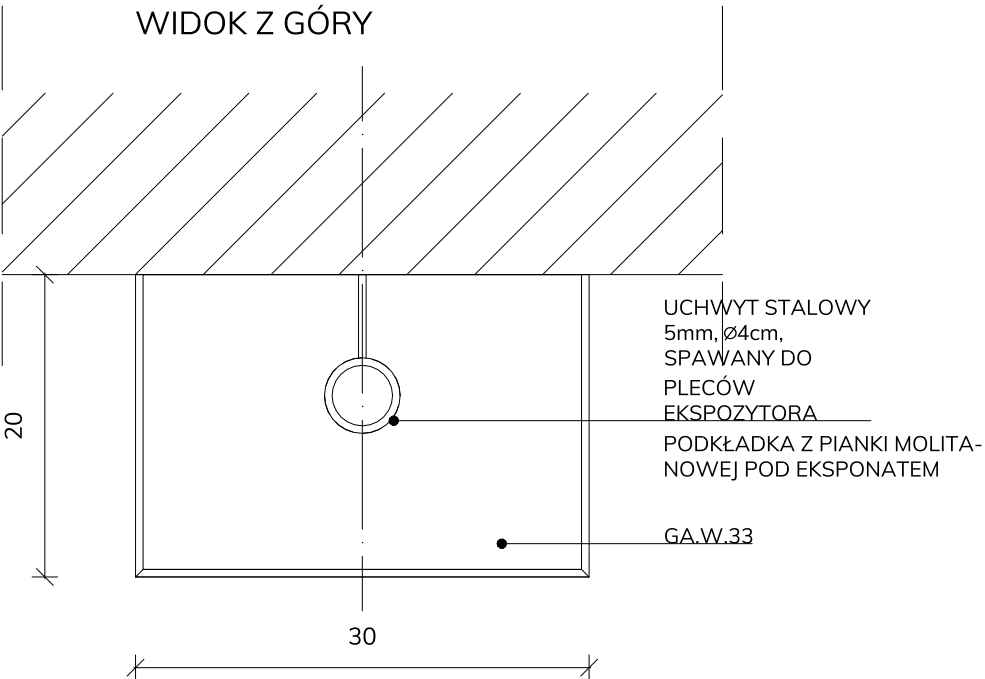 WIDOK Z GÓRY
UCHWYT STALOWY
5mm, Ø4cm,
SPAWANY DO
PLECÓW
EKSPOZYTORA
PODKŁADKA Z PIANKI MOLITA-
NOWEJ POD EKSPONATEM
GA.W.33
20
30